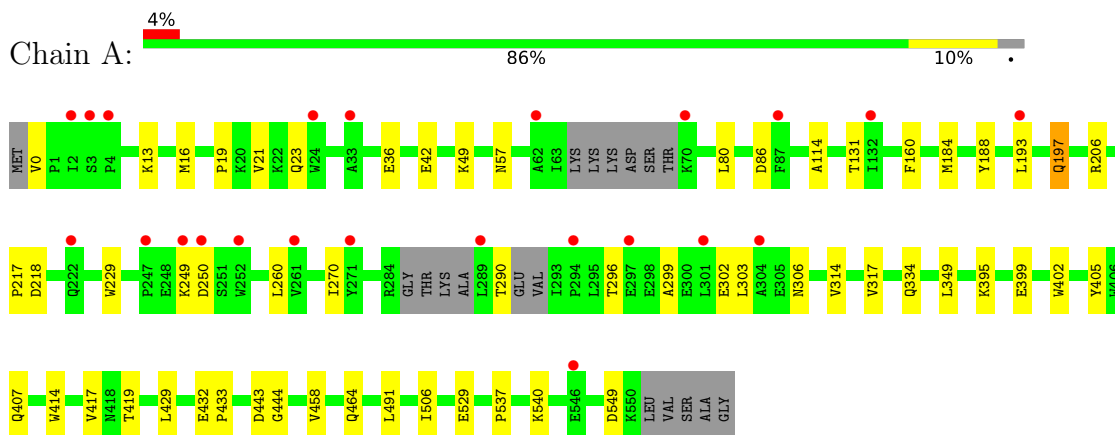 4%
Chain A:
86% 10% •
MET V0 P1 I2 S3 P4 K13 M16 P19 K20 V21 K22 Q23 W24 A33 E36 E42 K49 N57 A62 I63 LYS LYS LYS ASP SER THR K70 L80 D86 F87 A114 T131 I132 F160 M184 Y188 L193 Q197 R206
P217 D218 Q222 W229 P247 E248 K249 D250 S251 W252 L260 V261 I270 Y271 R284 GLY THR LYS ALA L289 T290 GLU VAL I293 P294 L295 T296 E297 E298 A299 E300 L301 E302 L303 A304 E305 N306 V314 V317 Q334 L349 K395 E399 W402 Y405 W406
Q407 W414 V417 N418 T419 L429 E432 P433 D443 G444 V458 Q464 L491 I506 E529 P537 K540 E546 D549 K550 LEU VAL SER ALA GLY